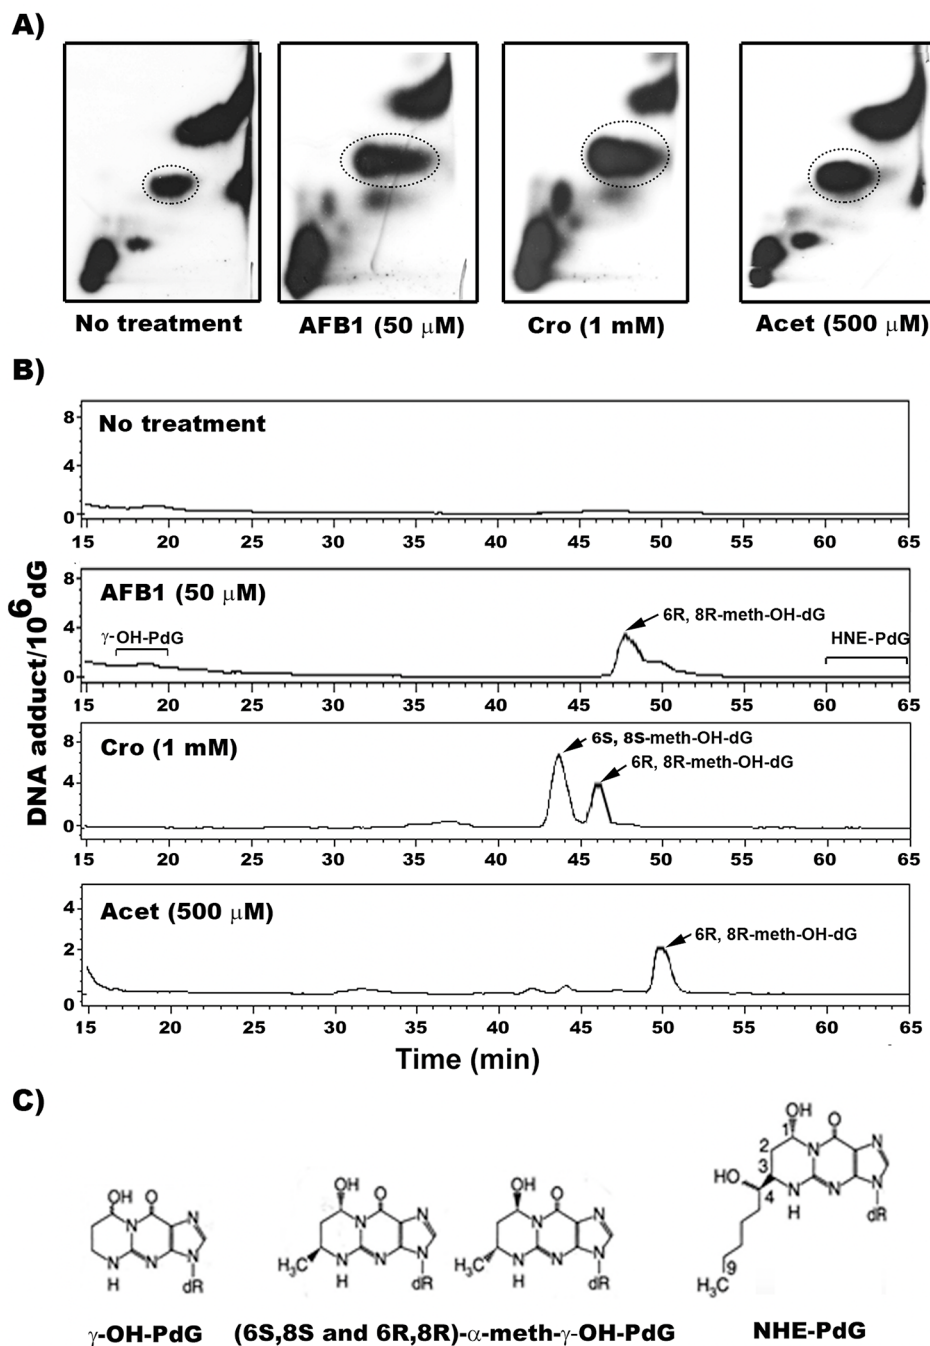 A)
No treatment
AFB1 (50 μM)
Cro (1 mM)
Acet (500 μM)
B)
DNA adduct/10⁶ dG
No treatment
8
4
0
15 20 25 30 35 40 45 50 55 60 65
AFB1 (50 μM)
γ-OH-PdG
6R, 8R-meth-OH-dG
HNE-PdG
8
4
0
15 20 25 30 35 40 45 50 55 60 65
Cro (1 mM)
6S, 8S-meth-OH-dG
6R, 8R-meth-OH-dG
8
4
0
15 20 25 30 35 40 45 50 55 60 65
Acet (500 μM)
6R, 8R-meth-OH-dG
4
2
0
15 20 25 30 35 40 45 50 55 60 65
Time (min)
C)
OH O
N N
N N N
H dR
γ-OH-PdG
OH O
N N
H₃C N N N
H dR
OH O
N N
H₃C N N N
H dR
(6S,8S and 6R,8R)-α-meth-γ-OH-PdG
OH
1 O
2 N N
3
HO 4 N N N
H dR
9
H₃C
NHE-PdG